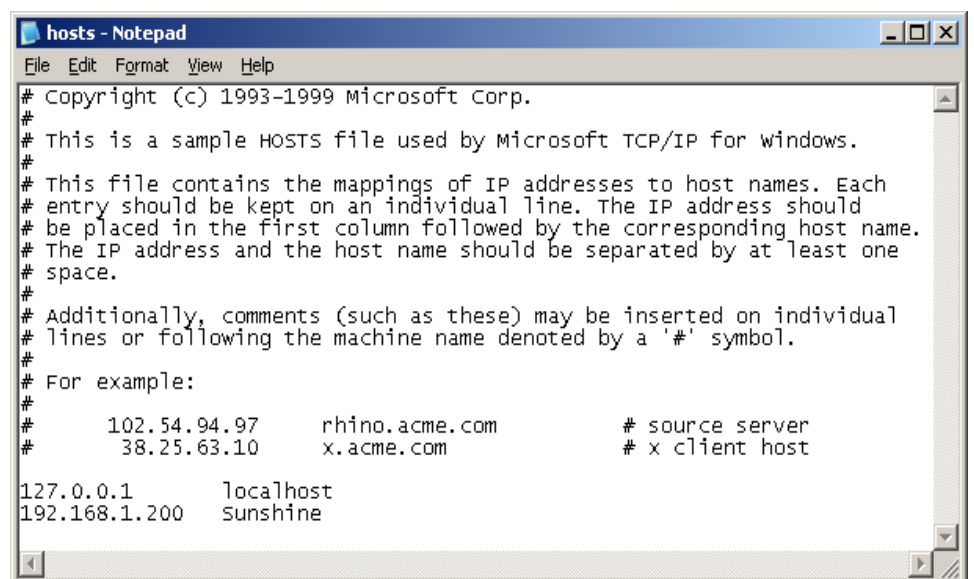 hosts - Notepad
File Edit Format View Help
# Copyright (c) 1993-1999 Microsoft Corp.
#
# This is a sample HOSTS file used by Microsoft TCP/IP for Windows.
#
# This file contains the mappings of IP addresses to host names. Each
# entry should be kept on an individual line. The IP address should
# be placed in the first column followed by the corresponding host name.
# The IP address and the host name should be separated by at least one
# space.
#
# Additionally, comments (such as these) may be inserted on individual
# lines or following the machine name denoted by a '#' symbol.
#
# For example:
#
#      102.54.94.97     rhino.acme.com          # source server
#       38.25.63.10     x.acme.com              # x client host

127.0.0.1       localhost
192.168.1.200   Sunshine